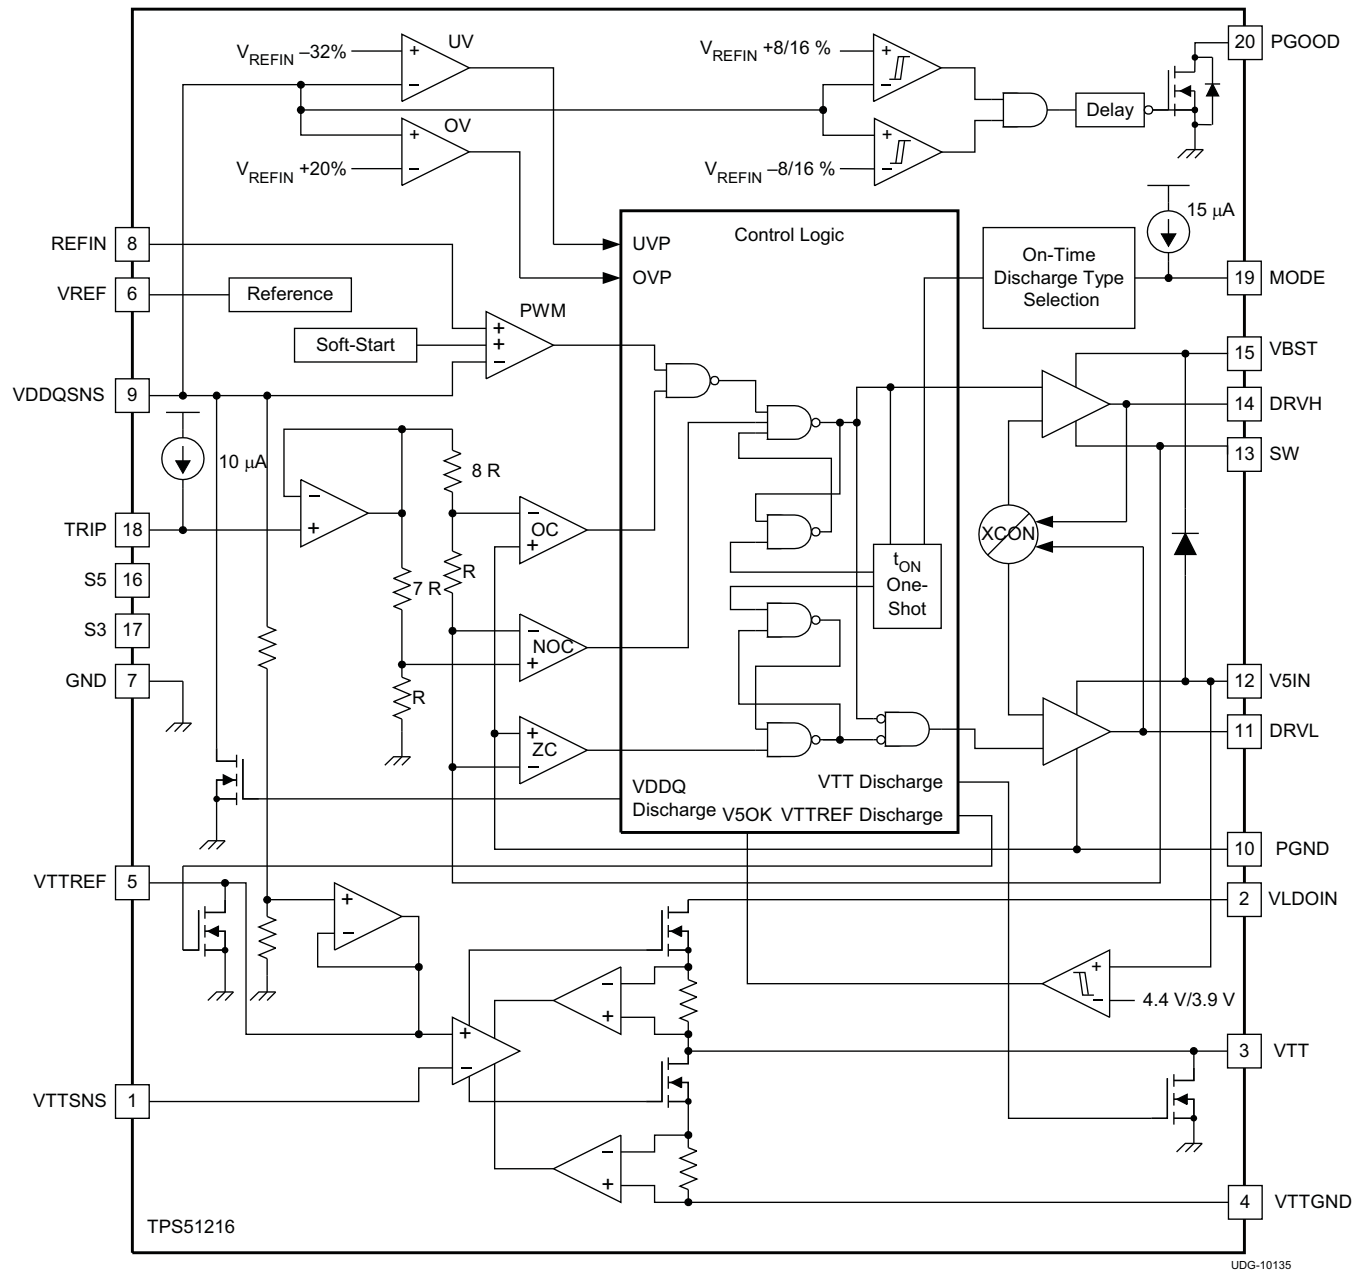 UV
V_REFIN –32%
+
–
V_REFIN +8/16 %
+
–
20 PGOOD
OV
+
–
V_REFIN +20%
+
–
V_REFIN –8/16 %
Delay
15 μA
REFIN 8
UVP
Control Logic
On-Time
Discharge Type
Selection
OVP
19 MODE
VREF 6
Reference
PWM
Soft-Start
+
+
–
15 VBST
VDDQSNS 9
14 DRVH
10 μA
8 R
13 SW
–
+
TRIP 18
–
OC
+
XCON
S5 16
R
7 R
t_ON
One-
Shot
S3 17
–
NOC
+
GND 7
R
12 V5IN
11 DRVL
+
ZC
–
VDDQ
Discharge
VTT Discharge
V5OK
VTTREF Discharge
10 PGND
VTTREF 5
2 VLDOIN
+
–
–
+
+
–
4.4 V/3.9 V
+
–
3 VTT
VTTSNS 1
–
+
4 VTTGND
TPS51216
UDG-10135